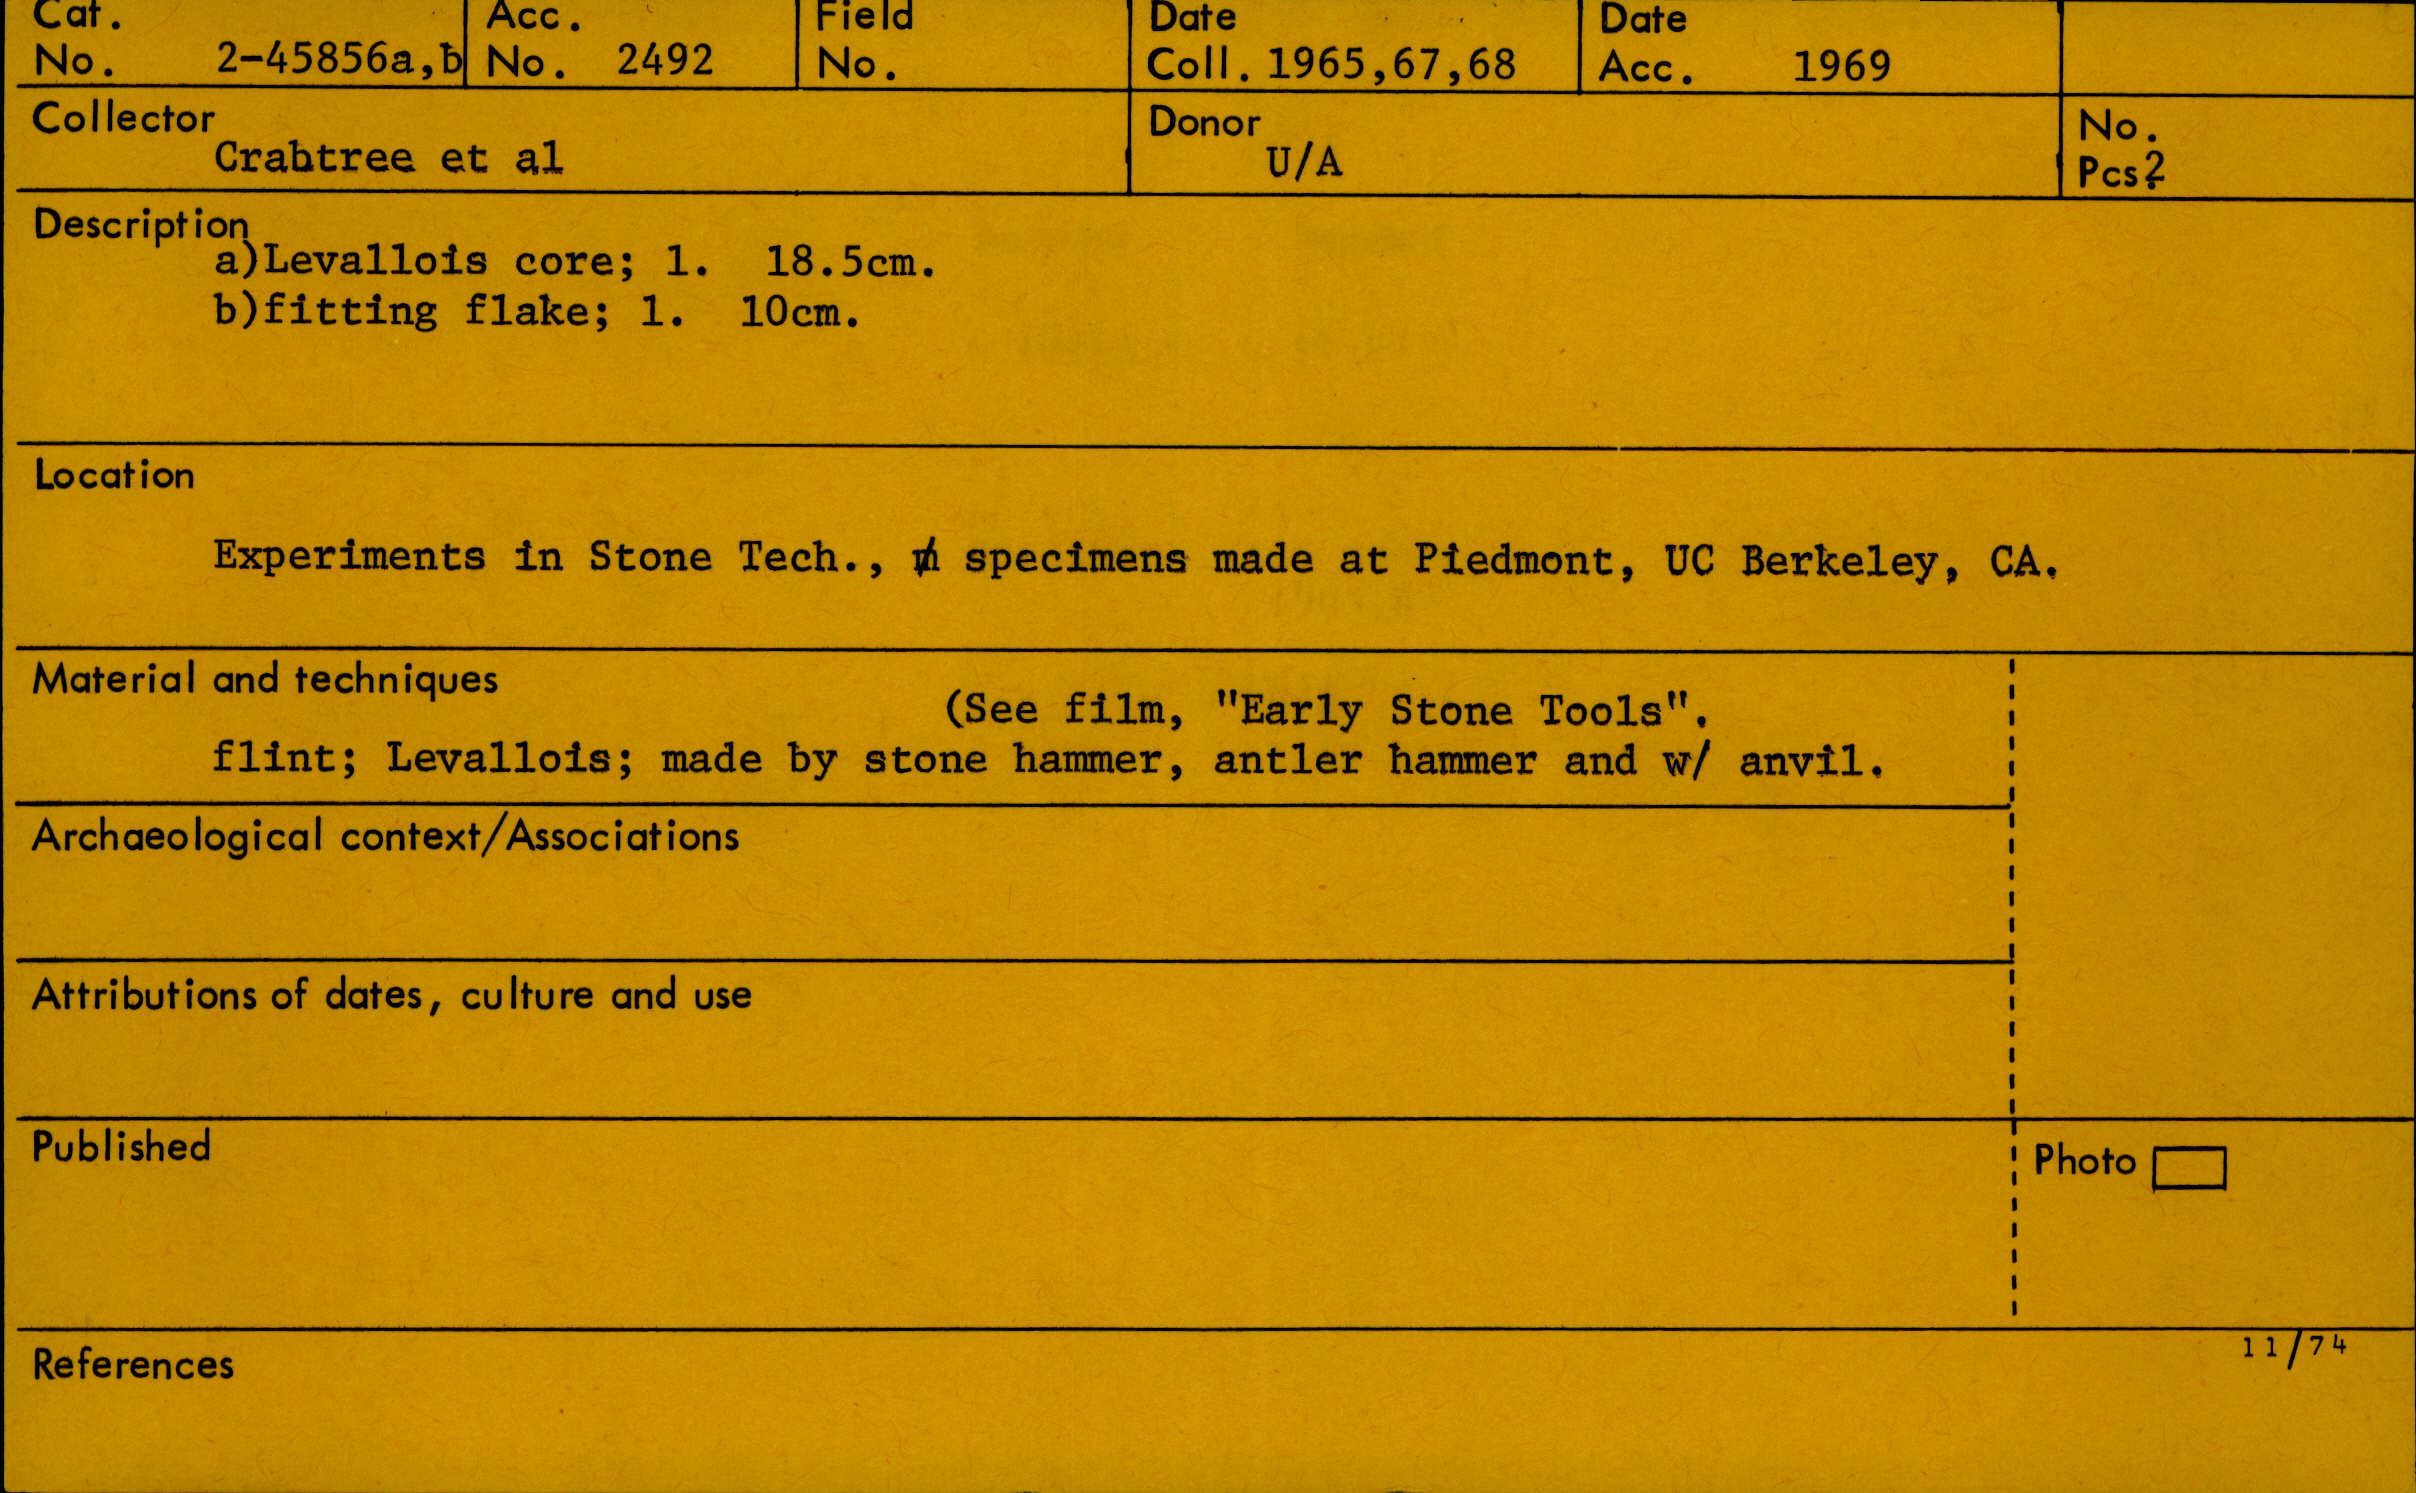 Cat. No. 2-45856a,b Acc. No. 2492 Field No. Date Coll. 1965,67,68 Date Acc. 1969
Collector Donor No. Pcs.
Crabtree et al U/A 2
Description
a)Levallois core; l. 18.5cm.
b)fitting flake; l. 10cm.
Location
Experiments in Stone Tech., specimens made at Piedmont, UC Berkeley, CA.
Material and techniques
(See film, "Early Stone Tools".
flint; Levallois; made by stone hammer, antler hammer and w/ anvil.
Archaeological context/Associations
Attributions of dates, culture and use
Published
Photo
11/74
References